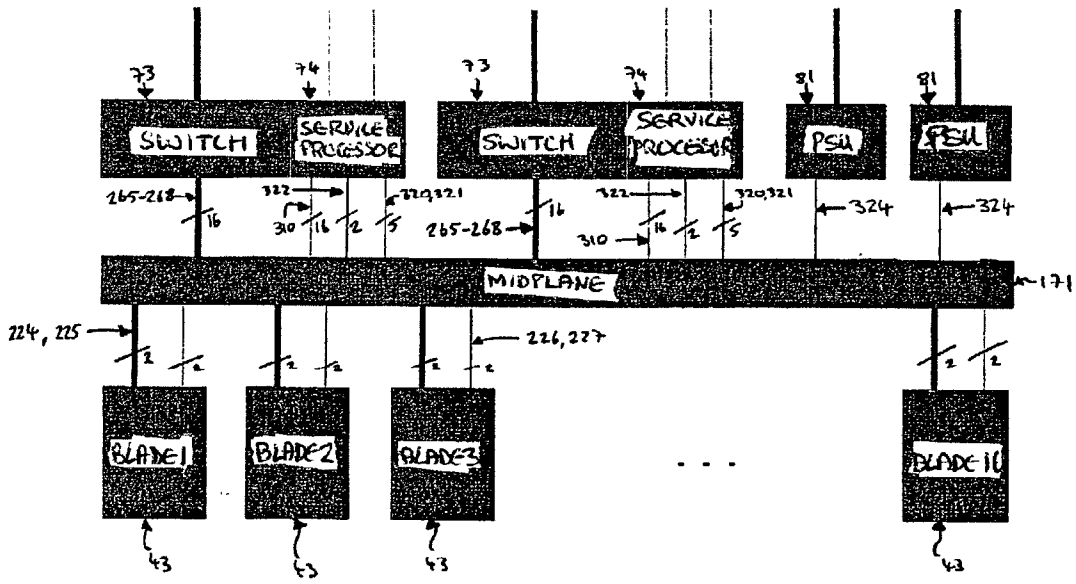 73 74 73 74 81 81
SWITCH SERVICE PROCESSOR SWITCH SERVICE PROCESSOR PSU PSU
265-268 16 310 16 322 2 320,321 5 265-268 16 322 310 16 2 320,321 5 324 324
MIDPLANE 171
224, 225 2 2 2 2 2 226, 227 2 2 2
BLADE1 BLADE2 BLADE3 . . .
43 43 43 43